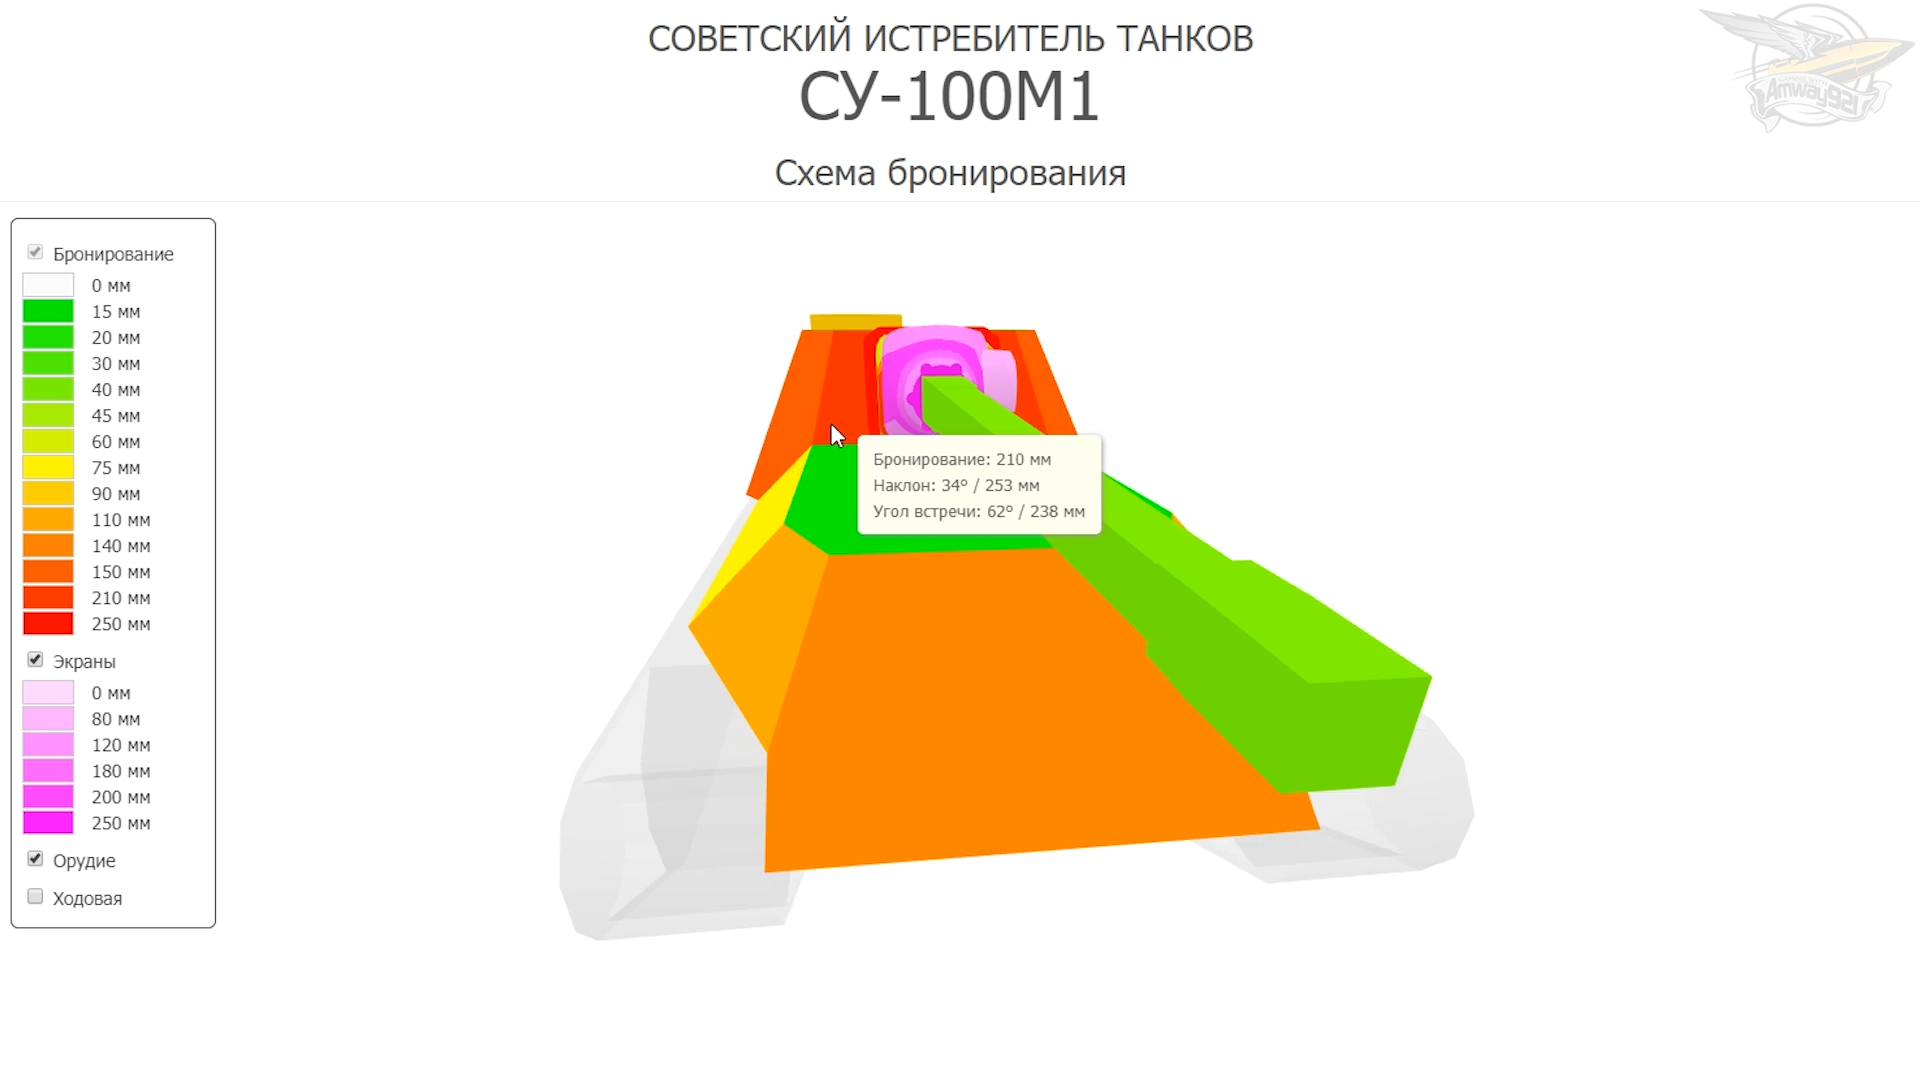 СОВЕТСКИЙ ИСТРЕБИТЕЛЬ ТАНКОВ
СУ-100М1
Схема бронирования
Amway921
Бронирование
0 мм
15 мм
20 мм
30 мм
40 мм
45 мм
60 мм
75 мм
90 мм
110 мм
140 мм
150 мм
210 мм
250 мм
Экраны
0 мм
80 мм
120 мм
180 мм
200 мм
250 мм
Орудие
Ходовая
Бронирование: 210 мм
Наклон: 34° / 253 мм
Угол встречи: 62° / 238 мм